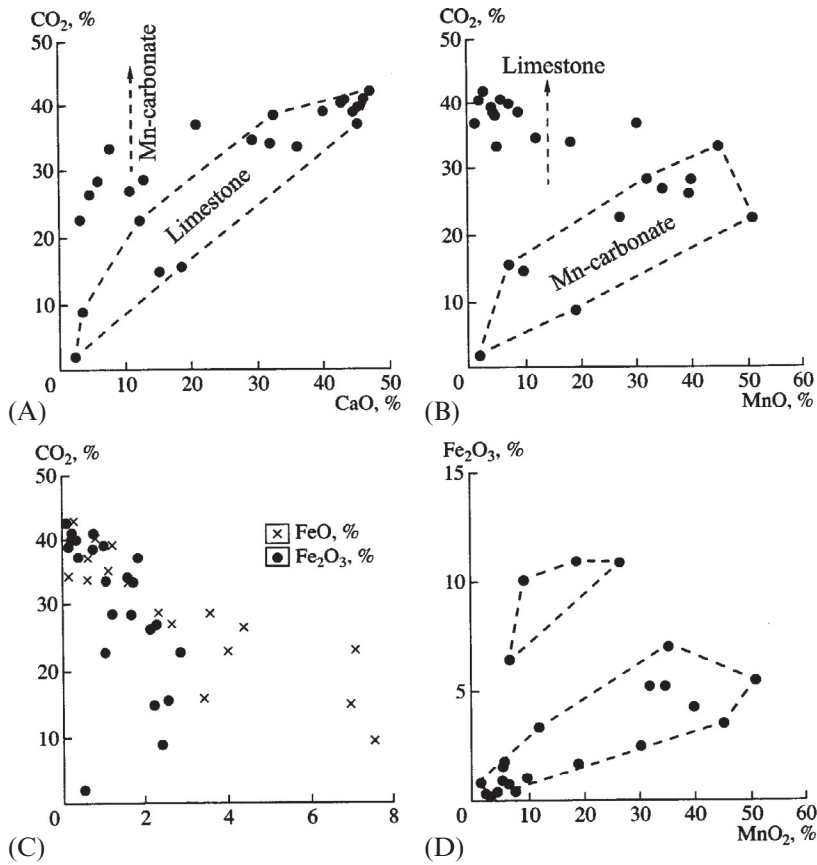 CO₂, %
50
40
30
20
10
0
10
20
30
40
50
CaO, %
Mn-carbonate
Limestone
(A)
CO₂, %
50
40
30
20
10
0
10
20
30
40
50
60
MnO, %
Limestone
Mn-carbonate
(B)
CO₂, %
50
40
30
20
10
0
2
4
6
8
FeO, %
Fe₂O₃, %
(C)
Fe₂O₃, %
15
10
5
0
10
20
30
40
50
60
MnO₂, %
(D)